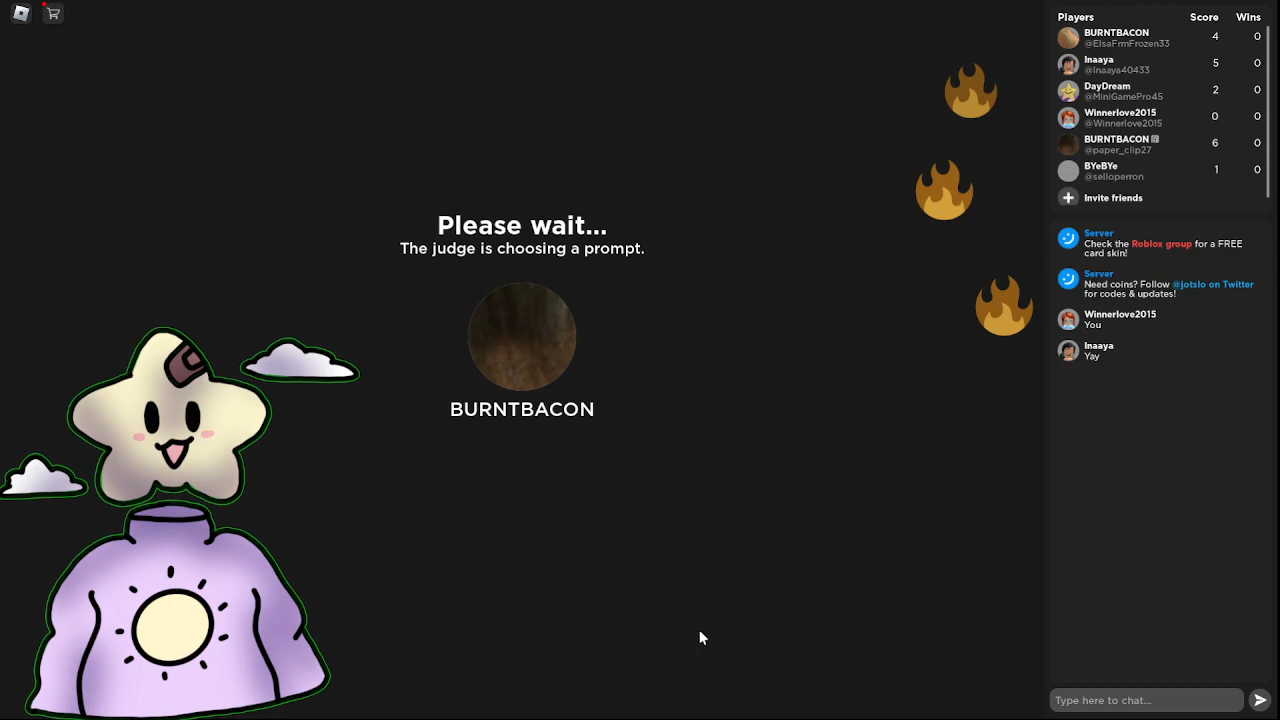 Please wait...
The judge is choosing a prompt.
BURNTBACON
Players Score Wins
BURNTBACON 4 0
@ElsaFrmFrozen33
Inaaya 5 0
@Inaaya40433
DayDream 2 0
@MiniGamePro45
Winnerlove2015 0 0
@Winnerlove2015
BURNTBACON 6 0
@paper_clip27
BYeBYe 1 0
@selloperron
Invite friends
Server
Check the Roblox group for a FREE
card skin!
Server
Need coins? Follow @jotslo on Twitter
for codes & updates!
Winnerlove2015
You
Inaaya
Yay
Type here to chat...